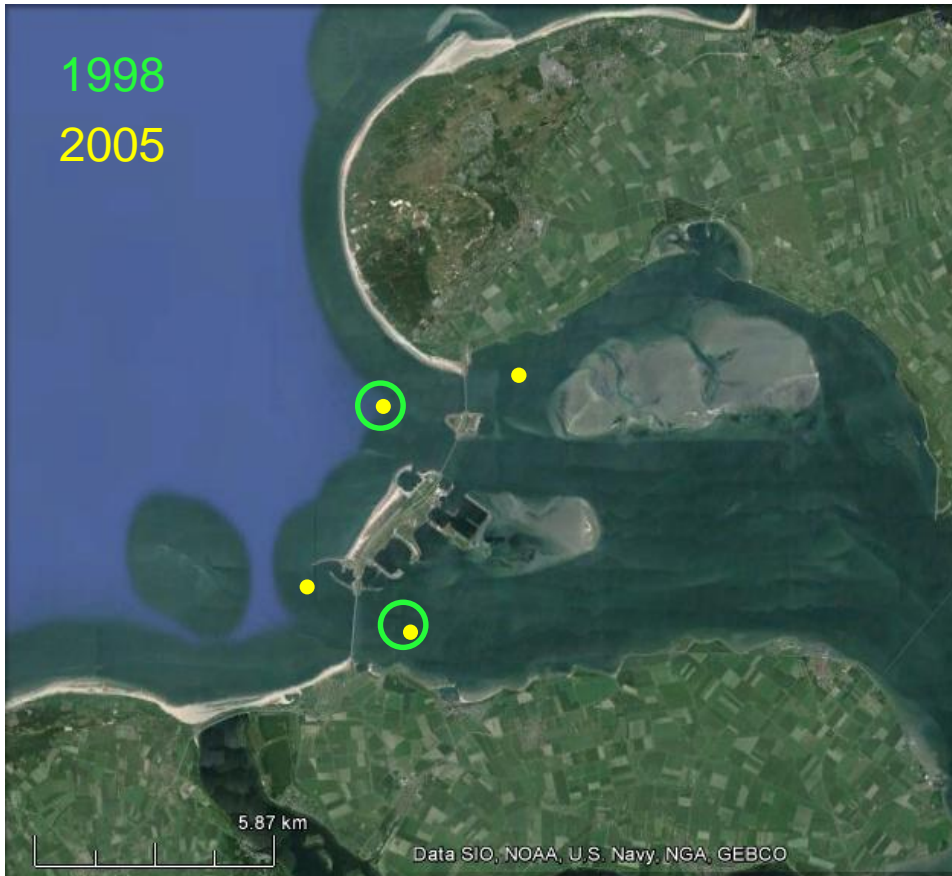 1998
2005
5.87 km
Data SIO, NOAA, U.S. Navy, NGA, GEBCO